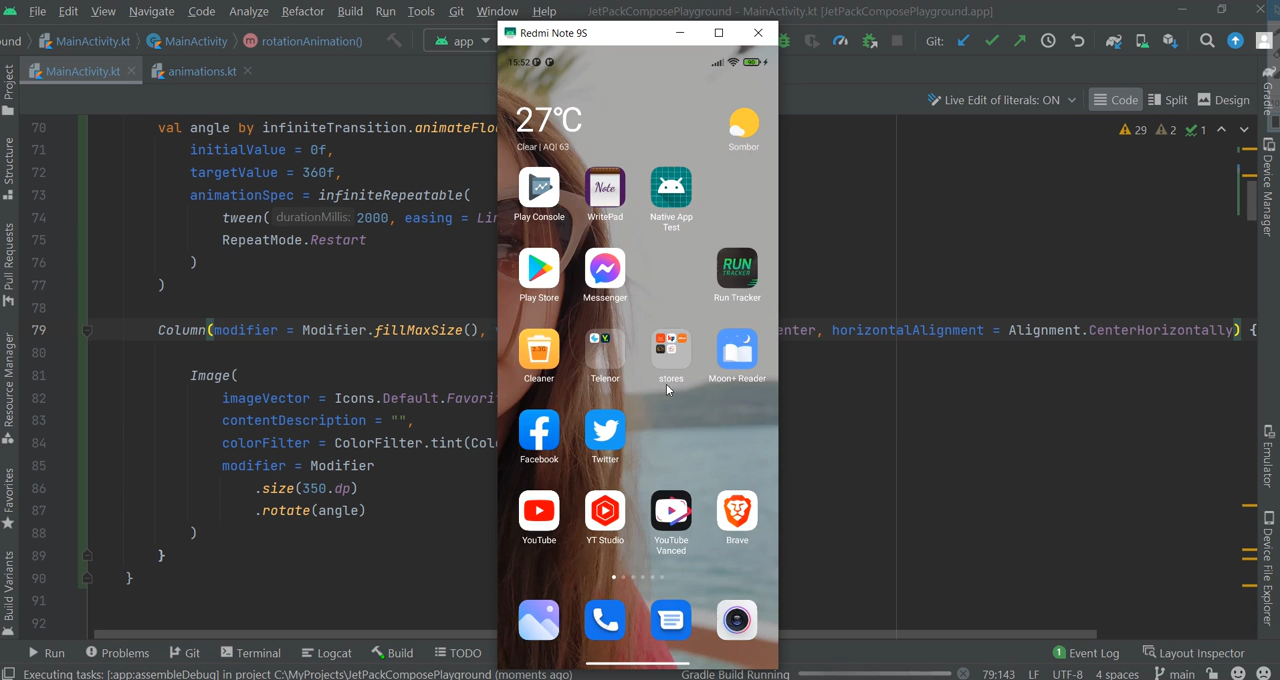 File Edit View Navigate Code Analyze Refactor Build Run Tools Git Window Help JetPackComposePlayground - MainActivity.kt [JetPackComposePlayground.app]
Redmi Note 9S
ound MainActivity.kt MainActivity rotationAnimation() app Git:
MainActivity.kt animations.kt
Live Edit of literals: ON Code Split Design
29 2 1
Project
Structure
Pull Requests
Resource Manager
Favorites
Build Variants
70 val angle by infiniteTransition.animateFlo
71 initialValue = 0f,
72 targetValue = 360f,
73 animationSpec = infiniteRepeatable(
74 tween( durationMillis: 2000, easing = Li
75 RepeatMode.Restart
76 )
77 )
78
79 Column(modifier = Modifier.fillMaxSize(), enter, horizontalAlignment = Alignment.CenterHorizontally) {
80
81 Image(
82 imageVector = Icons.Default.Favori
83 contentDescription = "",
84 colorFilter = ColorFilter.tint(Col
85 modifier = Modifier
86 .size(350.dp)
87 .rotate(angle)
88 )
89 }
90 }
91
92
15:52 90
27°C
Clear | AQI 63 Sombor
Note
Play Console WritePad Native App Test
RUN TRACKER
Play Store Messenger Run Tracker
Cleaner Telenor stores Moon+ Reader
Facebook Twitter
YouTube YT Studio YouTube Vanced Brave
Gradle
Device Manager
Emulator
Device File Explorer
Run Problems Git Terminal Logcat Build TODO 1 Event Log Layout Inspector
Executing tasks: [:app:assembleDebug] in project C:\MyProjects\JetPackComposePlayground (moments ago) Gradle Build Running 79:143 LF UTF-8 4 spaces main